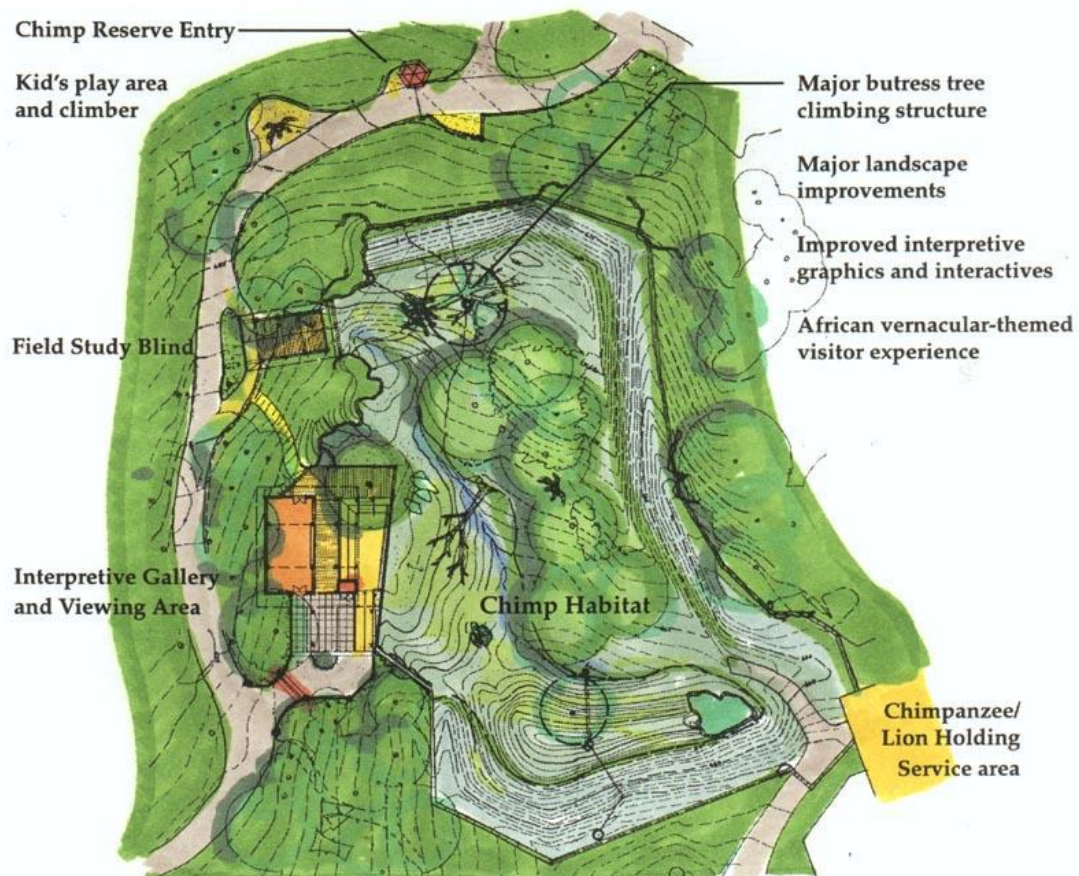 Chimp Reserve Entry
Kid's play area
and climber
Major butress tree
climbing structure
Major landscape
improvements
Improved interpretive
graphics and interactives
African vernacular-themed
visitor experience
Field Study Blind
Interpretive Gallery
and Viewing Area
Chimp Habitat
Chimpanzee/
Lion Holding
Service area